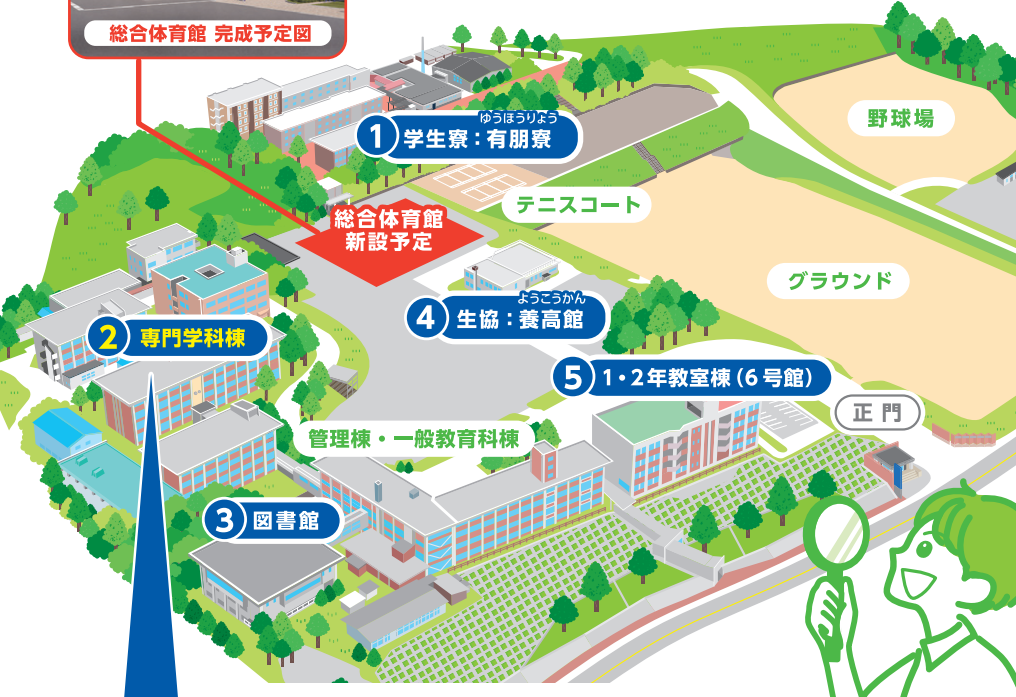 総合体育館 完成予定図
ゆうほうりょう
1 学生寮：有朋寮
野球場
テニスコート
総合体育館
新設予定
グラウンド
ようこうかん
4 生協：養高館
2 専門学科棟
5 1・2年教室棟（6号館）
正門
管理棟・一般教育科棟
3 図書館